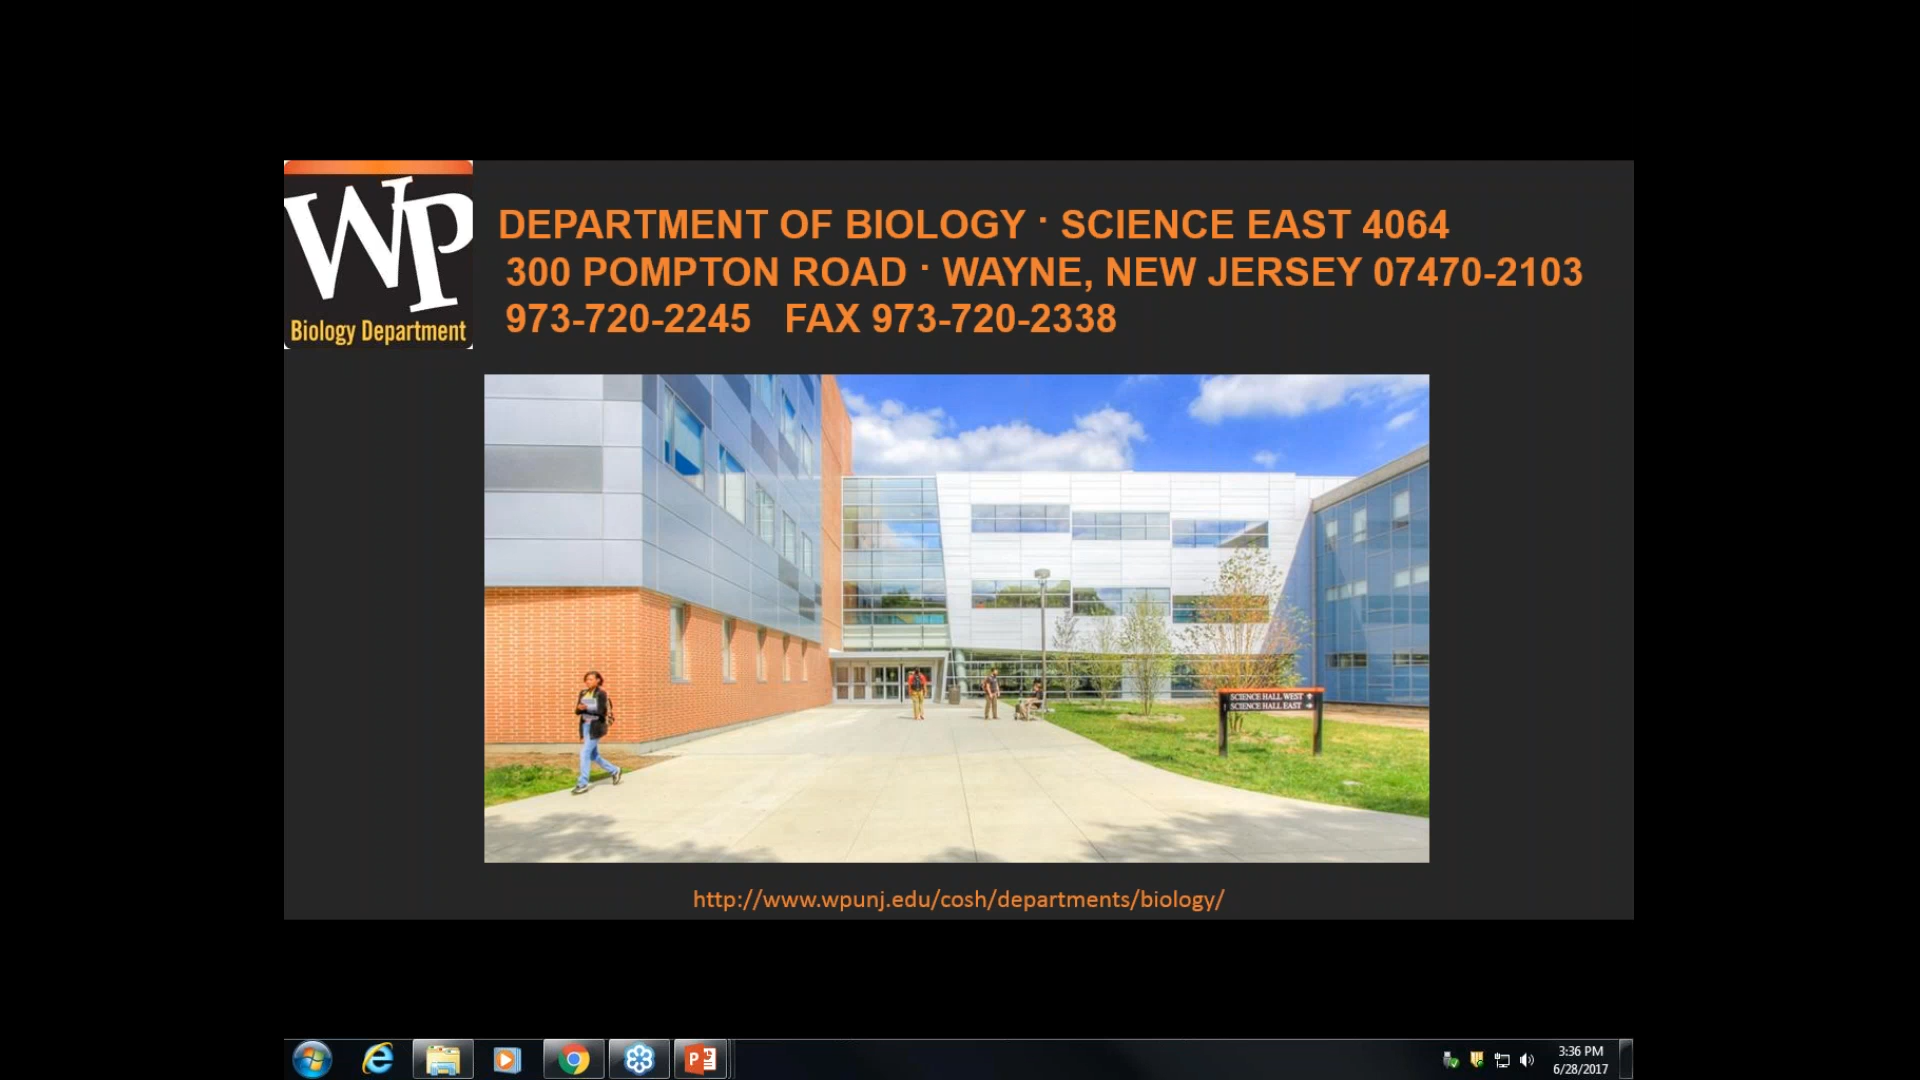 WP
Biology Department
DEPARTMENT OF BIOLOGY · SCIENCE EAST 4064
300 POMPTON ROAD · WAYNE, NEW JERSEY 07470-2103
973-720-2245 FAX 973-720-2338
SCIENCE HALL WEST
SCIENCE HALL EAST
http://www.wpunj.edu/cosh/departments/biology/
3:36 PM
6/28/2017